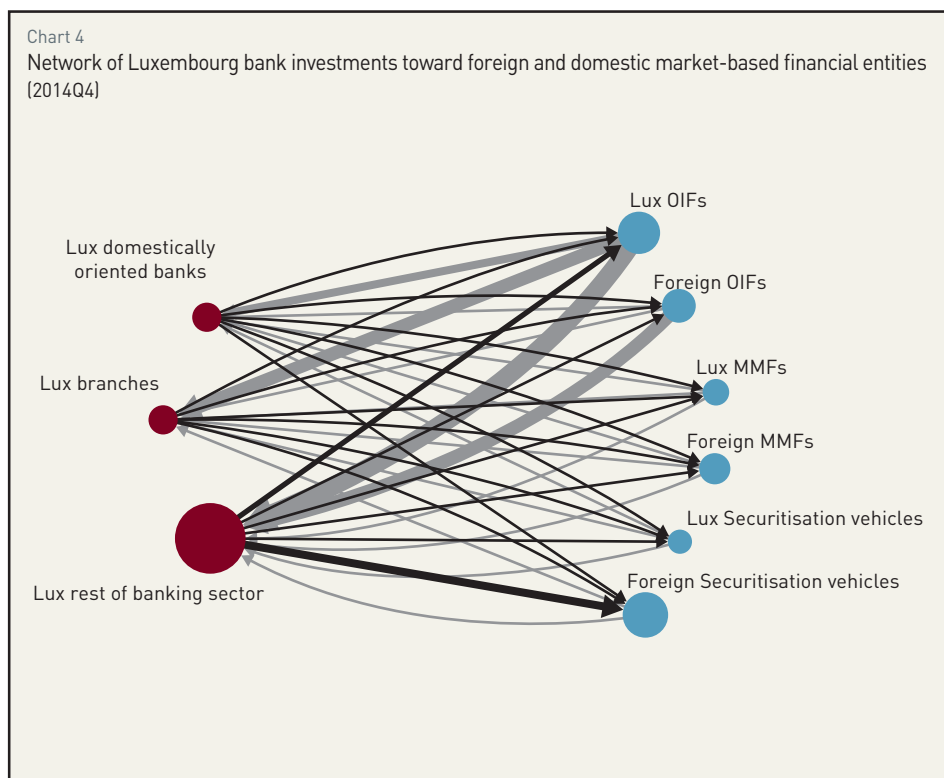 Chart 4
Network of Luxembourg bank investments toward foreign and domestic market-based financial entities
(2014Q4)
Lux OIFs
Lux domestically
oriented banks
Foreign OIFs
Lux MMFs
Lux branches
Foreign MMFs
Lux Securitisation vehicles
Foreign Securitisation vehicles
Lux rest of banking sector